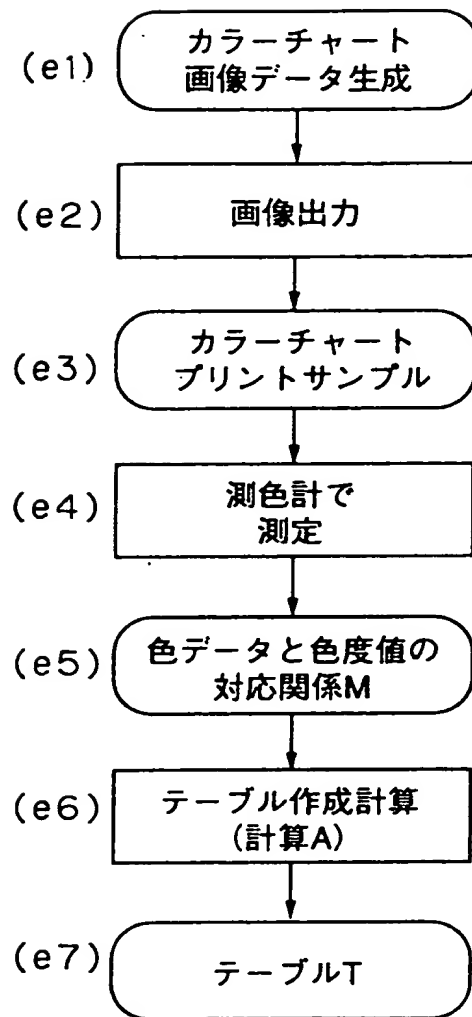 (e1)
カラーチャート
画像データ生成
(e2)
画像出力
(e3)
カラーチャート
プリントサンプル
(e4)
測色計で
測定
(e5)
色データと色度値の
対応関係M
(e6)
テーブル作成計算
(計算A)
(e7)
テーブルT